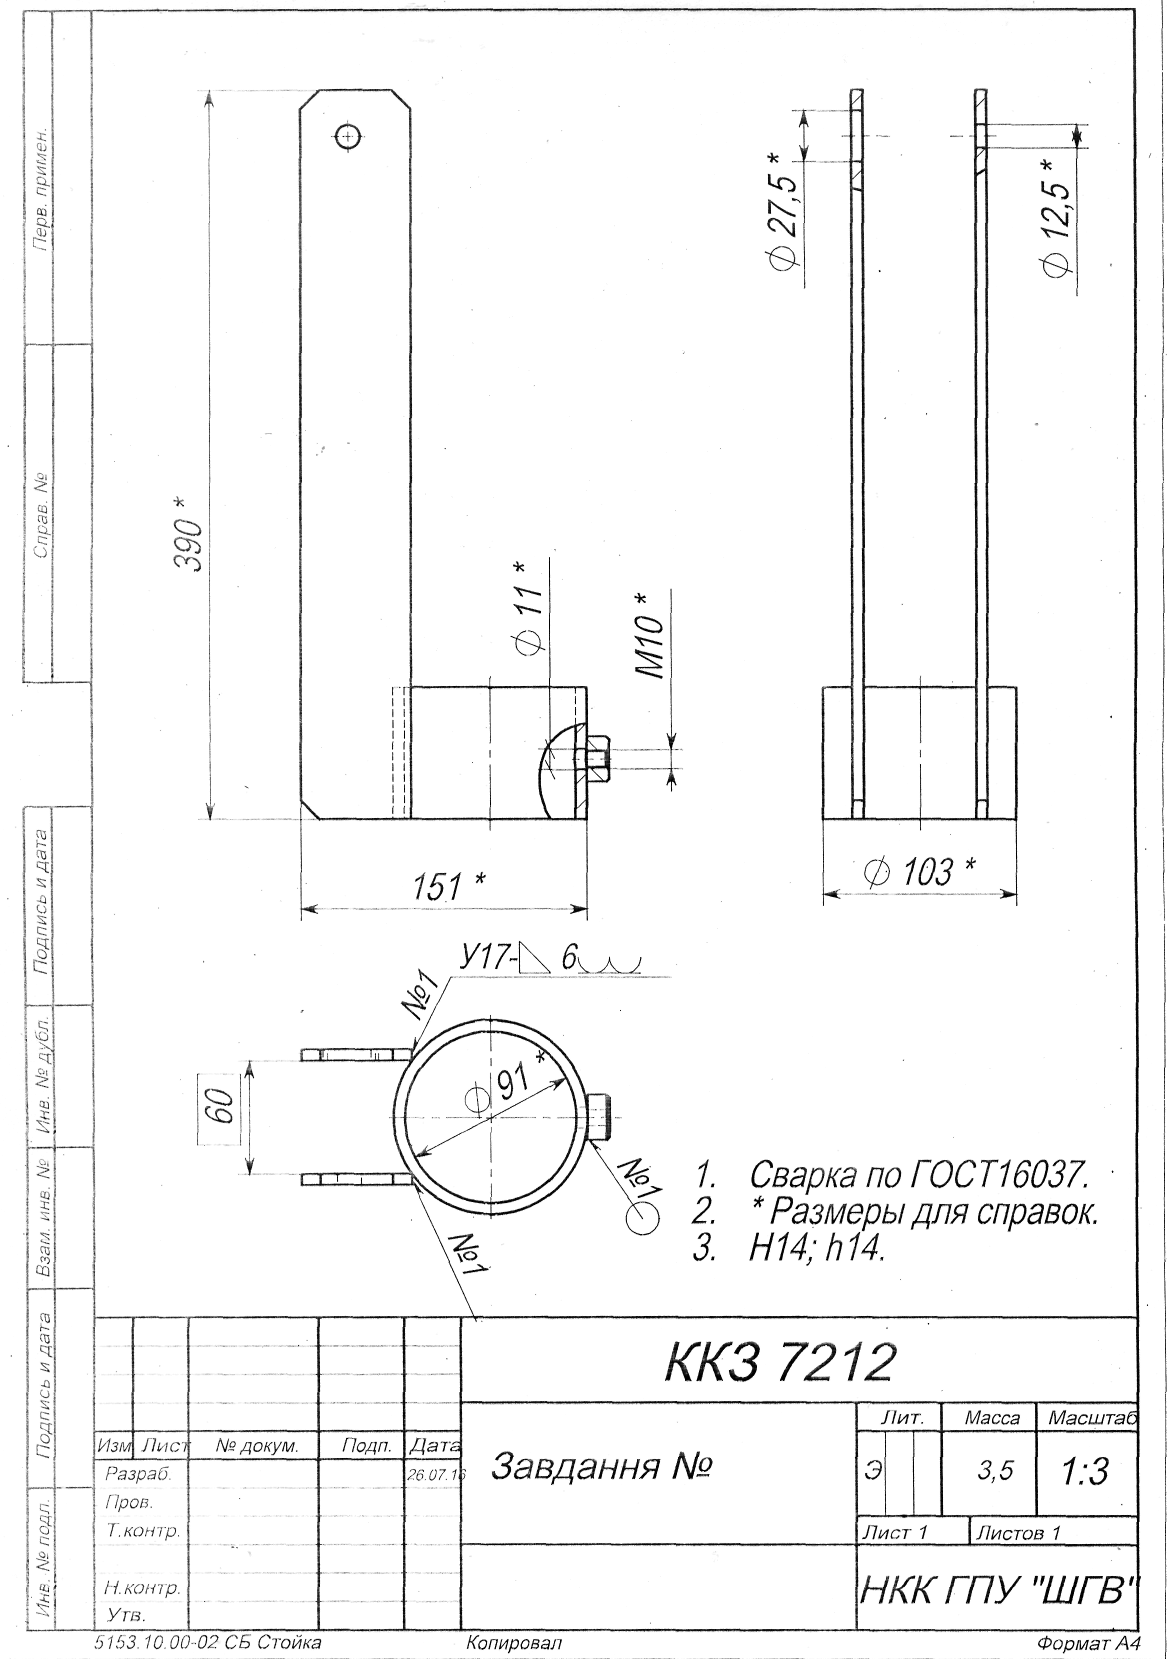 Перв. примен.
Справ. №
Подпись и дата
Инв. № дубл.
Взам. инв. №
Подпись и дата
Инв. № подл.
390 *
⌀ 27,5 *
⌀ 12,5 *
⌀ 11 *
М10 *
151 *
⌀ 103 *
У17-◺ 6
№1
60
⌀ 91 *
№1
№1
1. Сварка по ГОСТ16037.
2. * Размеры для справок.
3. Н14; h14.
ККЗ 7212
Изм Лист № докум. Подп. Дата
Разраб. 26.07.16
Пров.
Т.контр.
Н.контр.
Утв.
Завдання №
Лит. Масса Масштаб
Э 3,5 1:3
Лист 1 Листов 1
НКК ГПУ "ШГВ"
5153.10.00-02 СБ Стойка Копировал Формат А4